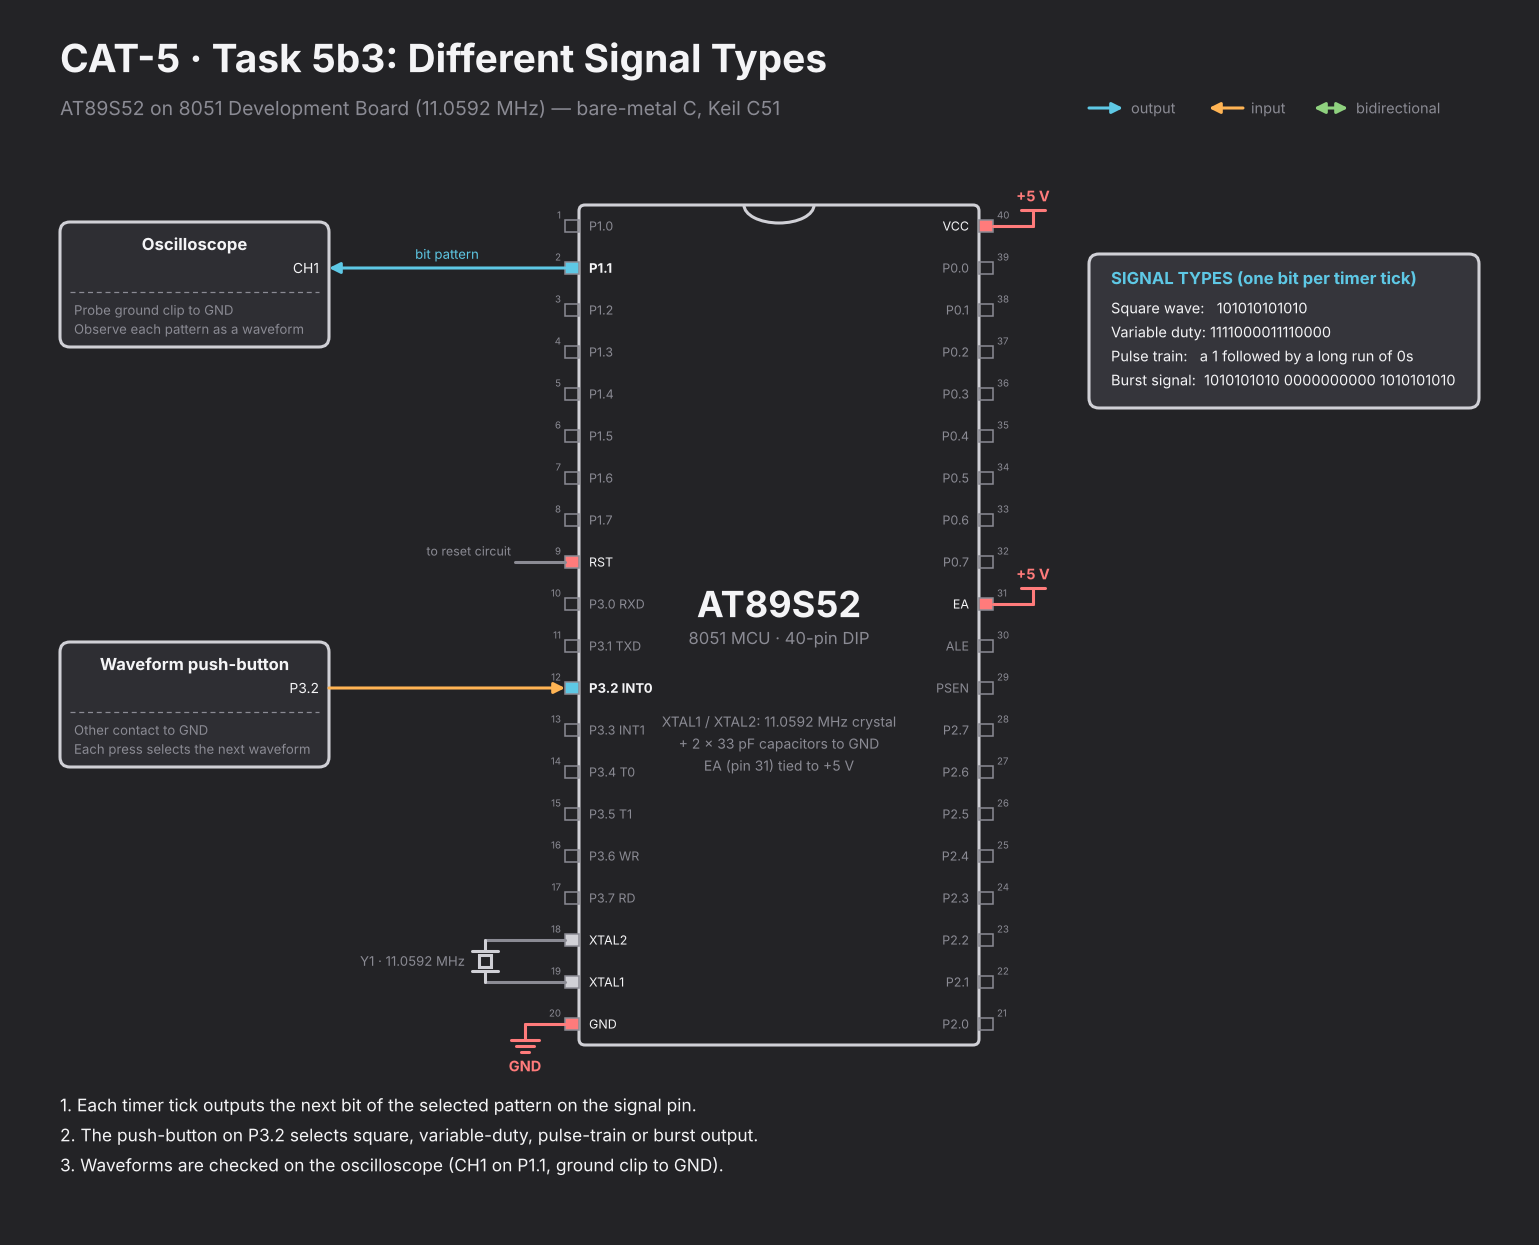 CAT-5 · Task 5b3: Different Signal Types
AT89S52 on 8051 Development Board (11.0592 MHz) — bare-metal C, Keil C51
output
input
bidirectional
Oscilloscope
CH1
Probe ground clip to GND
Observe each pattern as a waveform
bit pattern
Waveform push-button
P3.2
Other contact to GND
Each press selects the next waveform
to reset circuit
Y1 · 11.0592 MHz
GND
1 P1.0
2 P1.1
3 P1.2
4 P1.3
5 P1.4
6 P1.5
7 P1.6
8 P1.7
9 RST
10 P3.0 RXD
11 P3.1 TXD
12 P3.2 INT0
13 P3.3 INT1
14 P3.4 T0
15 P3.5 T1
16 P3.6 WR
17 P3.7 RD
18 XTAL2
19 XTAL1
20 GND
AT89S52
8051 MCU · 40-pin DIP
XTAL1 / XTAL2: 11.0592 MHz crystal
+ 2 × 33 pF capacitors to GND
EA (pin 31) tied to +5 V
+5 V
VCC 40
P0.0 39
P0.1 38
P0.2 37
P0.3 36
P0.4 35
P0.5 34
P0.6 33
P0.7 32
+5 V
EA 31
ALE 30
PSEN 29
P2.7 28
P2.6 27
P2.5 26
P2.4 25
P2.3 24
P2.2 23
P2.1 22
P2.0 21
SIGNAL TYPES (one bit per timer tick)
Square wave: 101010101010
Variable duty: 1111000011110000
Pulse train: a 1 followed by a long run of 0s
Burst signal: 1010101010 0000000000 1010101010
1. Each timer tick outputs the next bit of the selected pattern on the signal pin.
2. The push-button on P3.2 selects square, variable-duty, pulse-train or burst output.
3. Waveforms are checked on the oscilloscope (CH1 on P1.1, ground clip to GND).